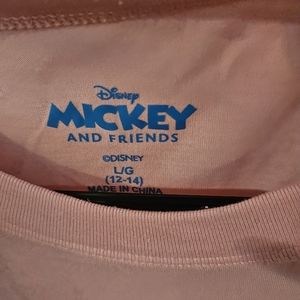 Disney
MICKEY
AND FRIENDS
©DISNEY
L/G
(12-14)
MADE IN CHINA